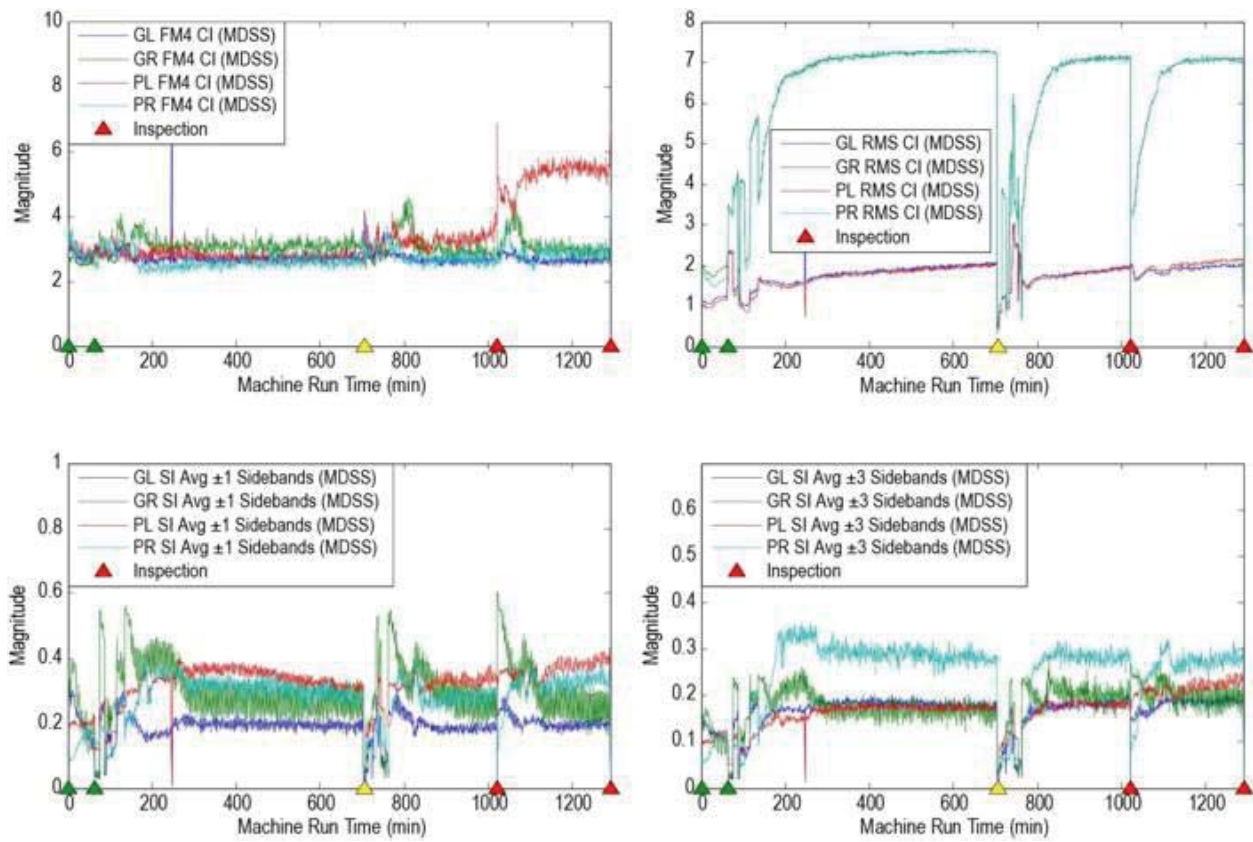 10
8
6
4
2
0
Magnitude
GL FM4 CI (MDSS)
GR FM4 CI (MDSS)
PL FM4 CI (MDSS)
PR FM4 CI (MDSS)
Inspection
0 200 400 600 800 1000 1200
Machine Run Time (min)
8
7
6
5
4
3
2
1
0
Magnitude
GL RMS CI (MDSS)
GR RMS CI (MDSS)
PL RMS CI (MDSS)
PR RMS CI (MDSS)
Inspection
0 200 400 600 800 1000 1200
Machine Run Time (min)
1
0.8
0.6
0.4
0.2
0
Magnitude
GL SI Avg ±1 Sidebands (MDSS)
GR SI Avg ±1 Sidebands (MDSS)
PL SI Avg ±1 Sidebands (MDSS)
PR SI Avg ±1 Sidebands (MDSS)
Inspection
0 200 400 600 800 1000 1200
Machine Run Time (min)
0.6
0.5
0.4
0.3
0.2
0.1
0
Magnitude
GL SI Avg ±3 Sidebands (MDSS)
GR SI Avg ±3 Sidebands (MDSS)
PL SI Avg ±3 Sidebands (MDSS)
PR SI Avg ±3 Sidebands (MDSS)
Inspection
0 200 400 600 800 1000 1200
Machine Run Time (min)